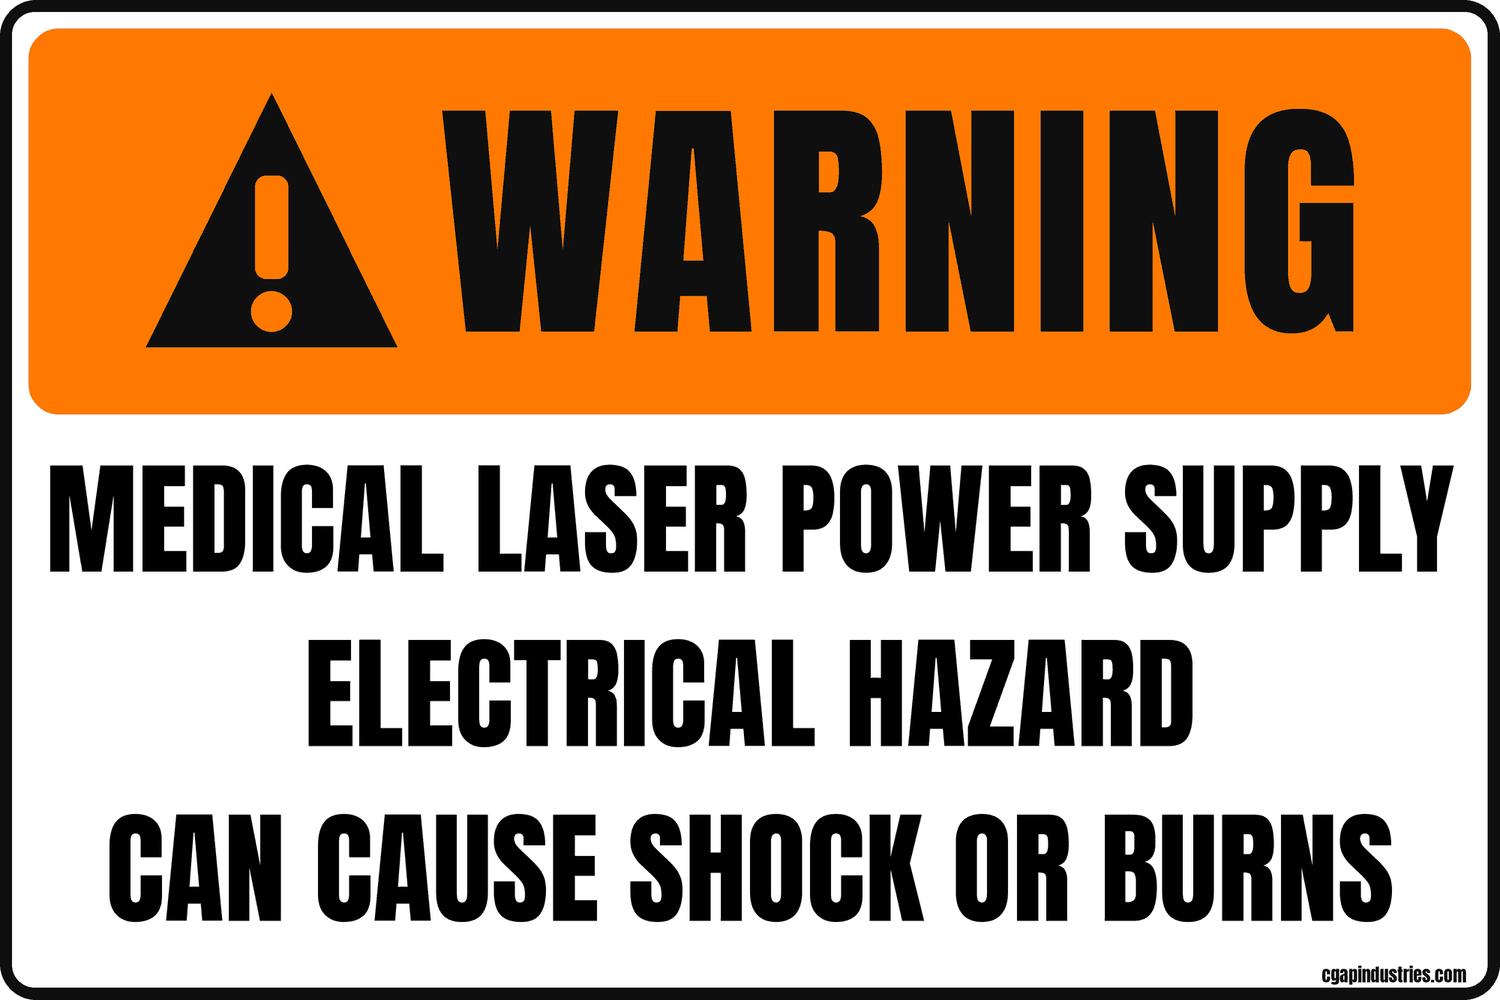 WARNING
MEDICAL LASER POWER SUPPLY
ELECTRICAL HAZARD
CAN CAUSE SHOCK OR BURNS
cgapindustries.com